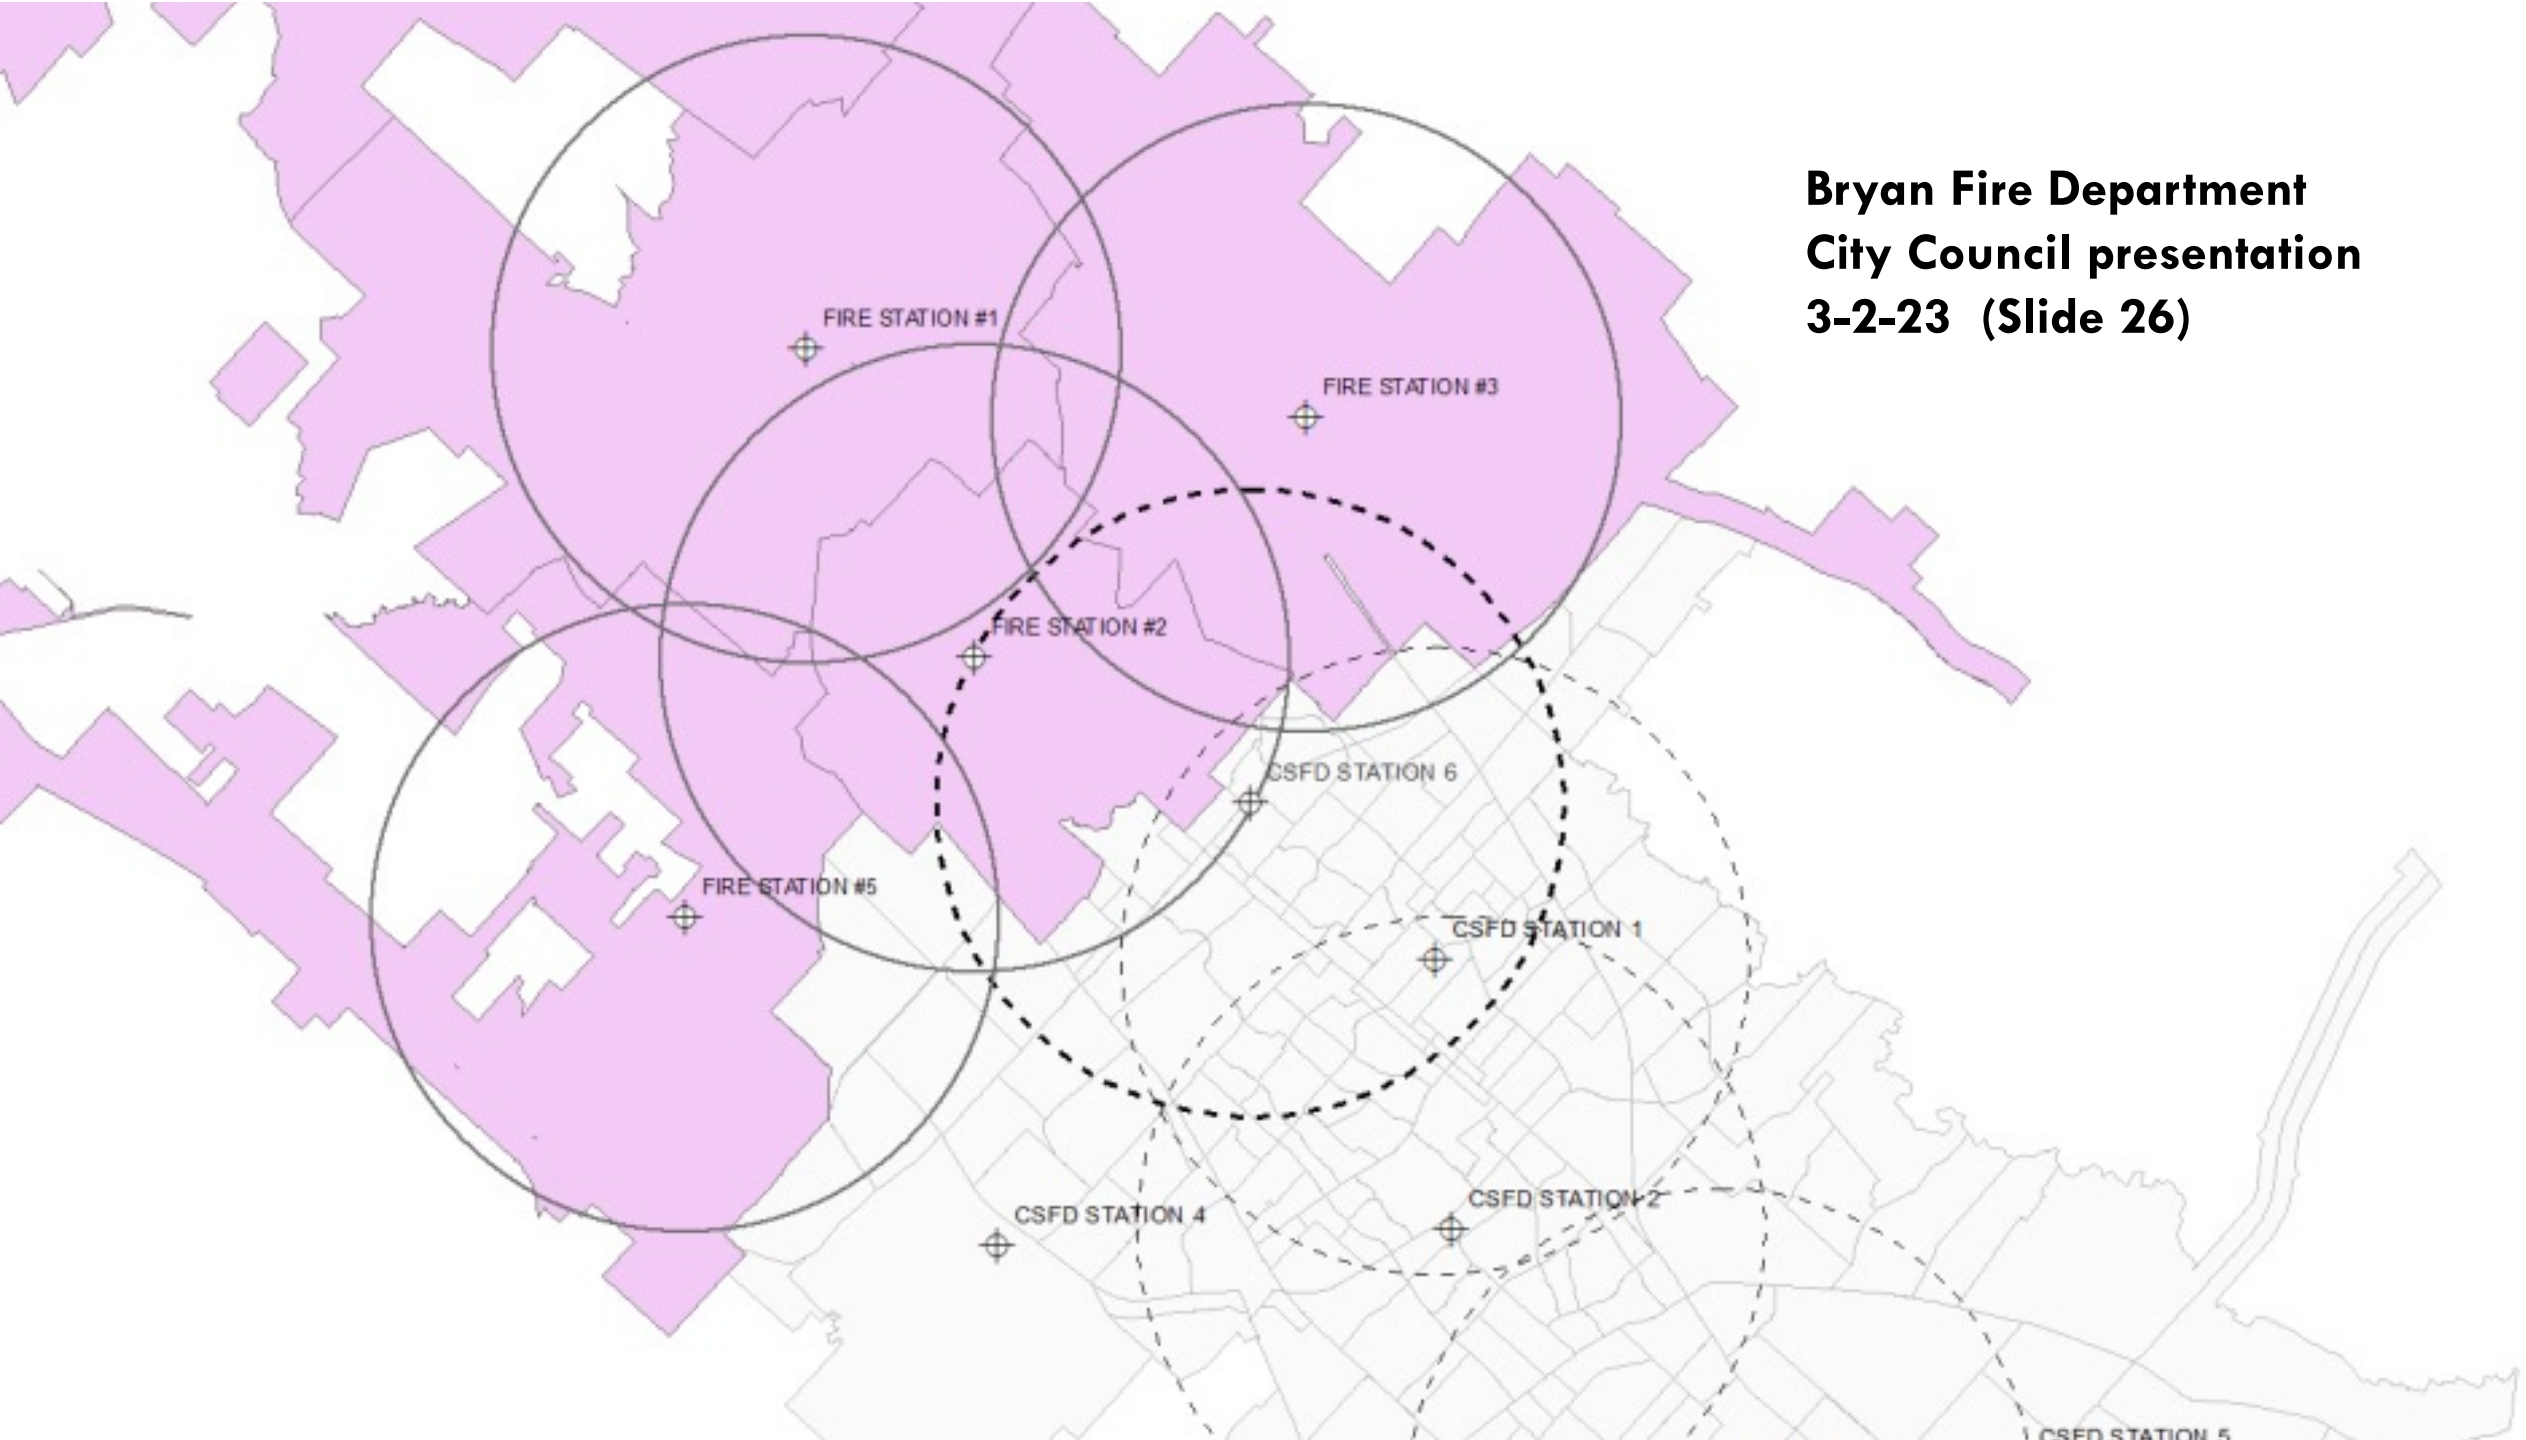 Bryan Fire Department
City Council presentation
3-2-23 (Slide 26)
FIRE STATION #1
FIRE STATION #3
FIRE STATION #2
CSFD STATION 6
FIRE STATION #5
CSFD STATION 1
CSFD STATION 2
CSFD STATION 4
CSFD STATION 5